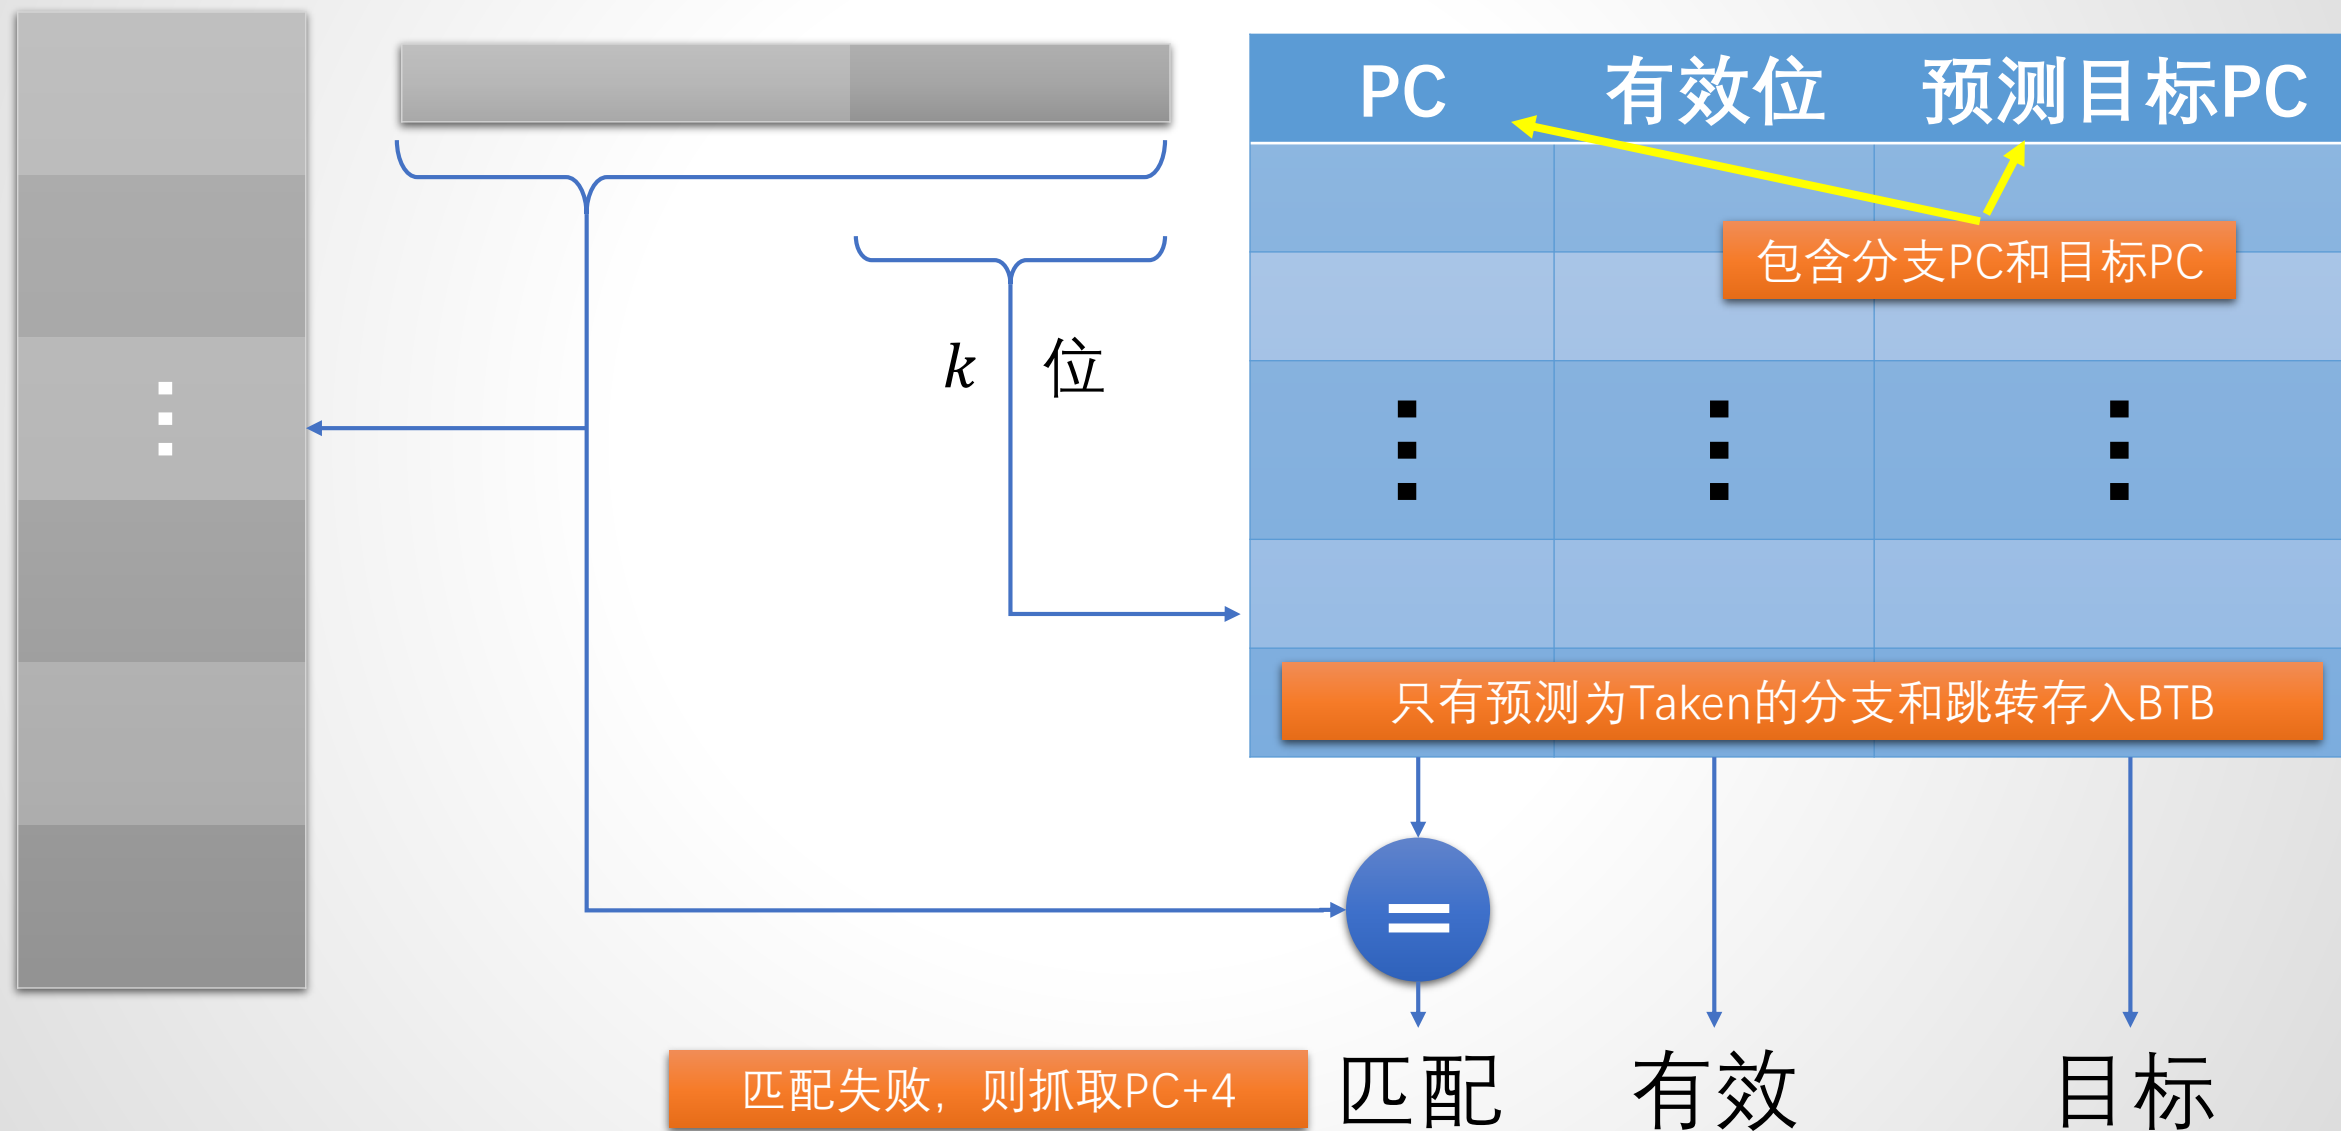 PC 有效位 预测目标PC
包含分支PC和目标PC
k 位
只有预测为Taken的分支和跳转存入BTB
=
匹配失败，则抓取PC+4
匹配 有效 目标